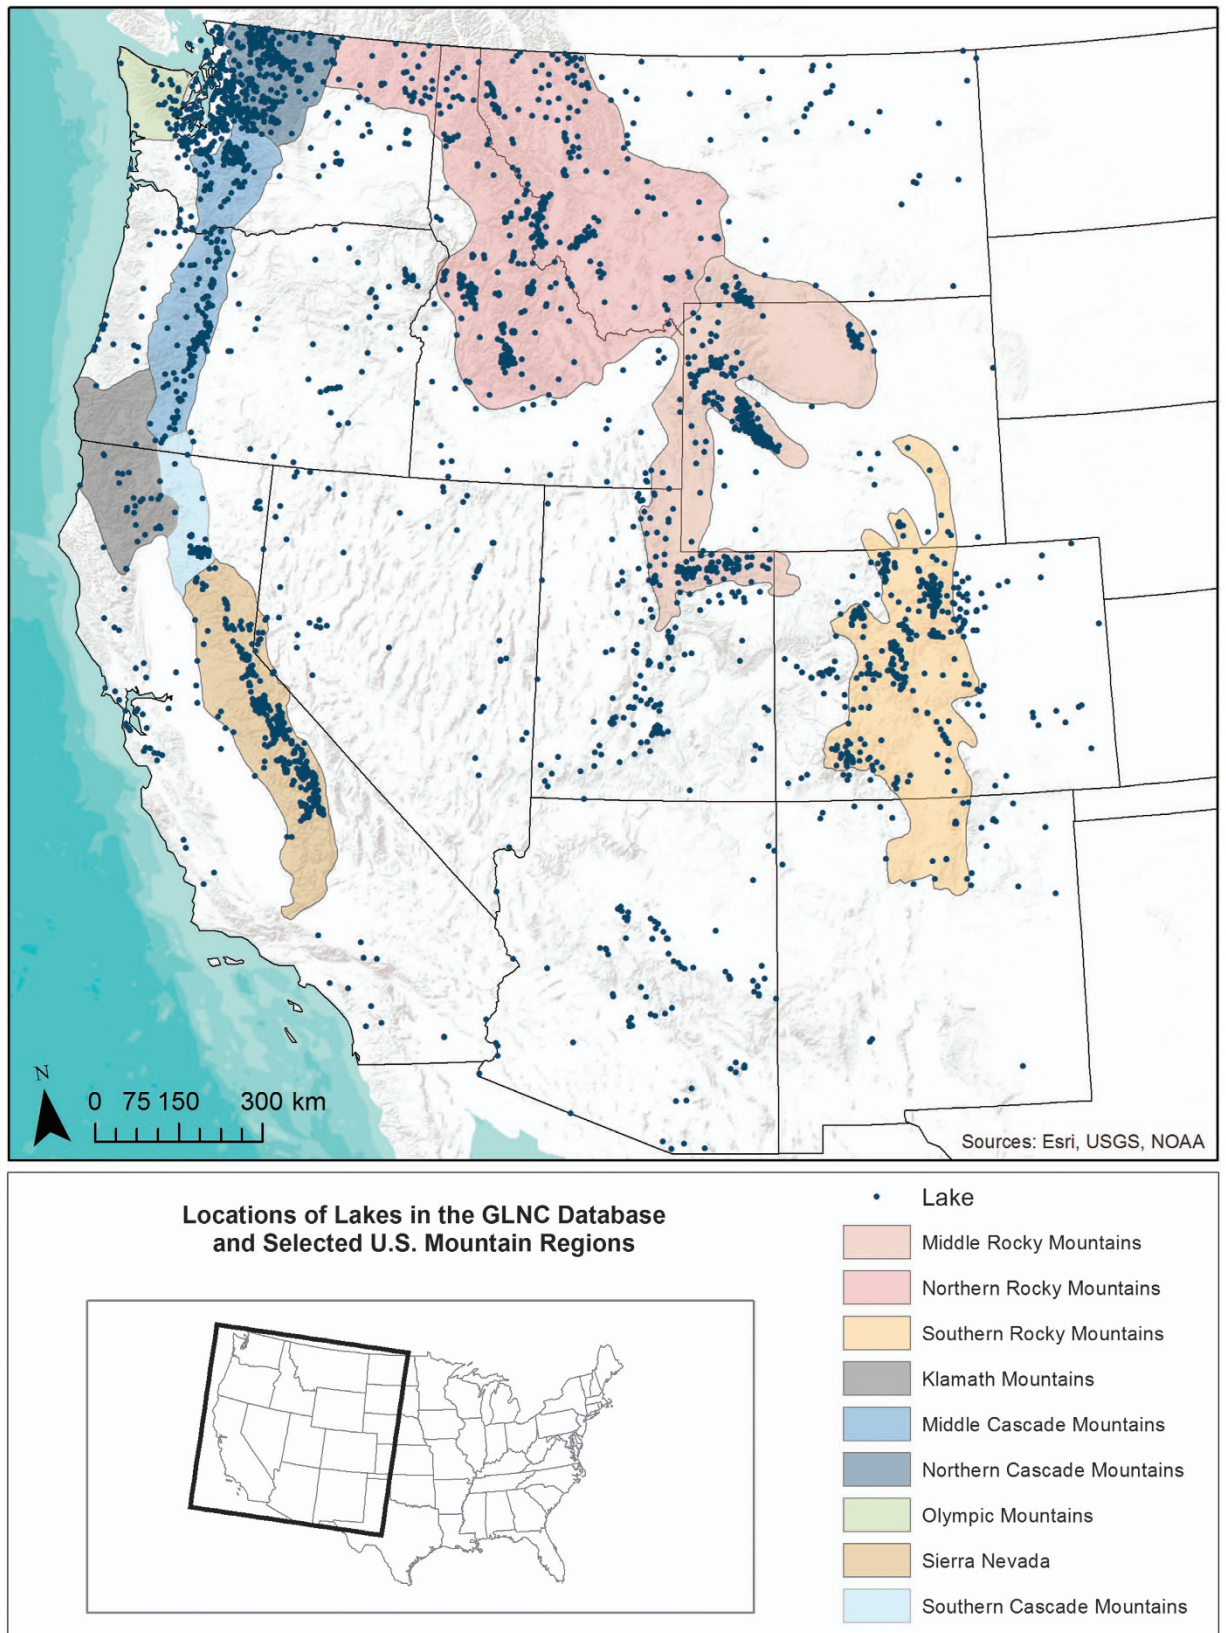 N
0 75 150 300 km
Sources: Esri, USGS, NOAA
Locations of Lakes in the GLNC Database
and Selected U.S. Mountain Regions
Lake
Middle Rocky Mountains
Northern Rocky Mountains
Southern Rocky Mountains
Klamath Mountains
Middle Cascade Mountains
Northern Cascade Mountains
Olympic Mountains
Sierra Nevada
Southern Cascade Mountains